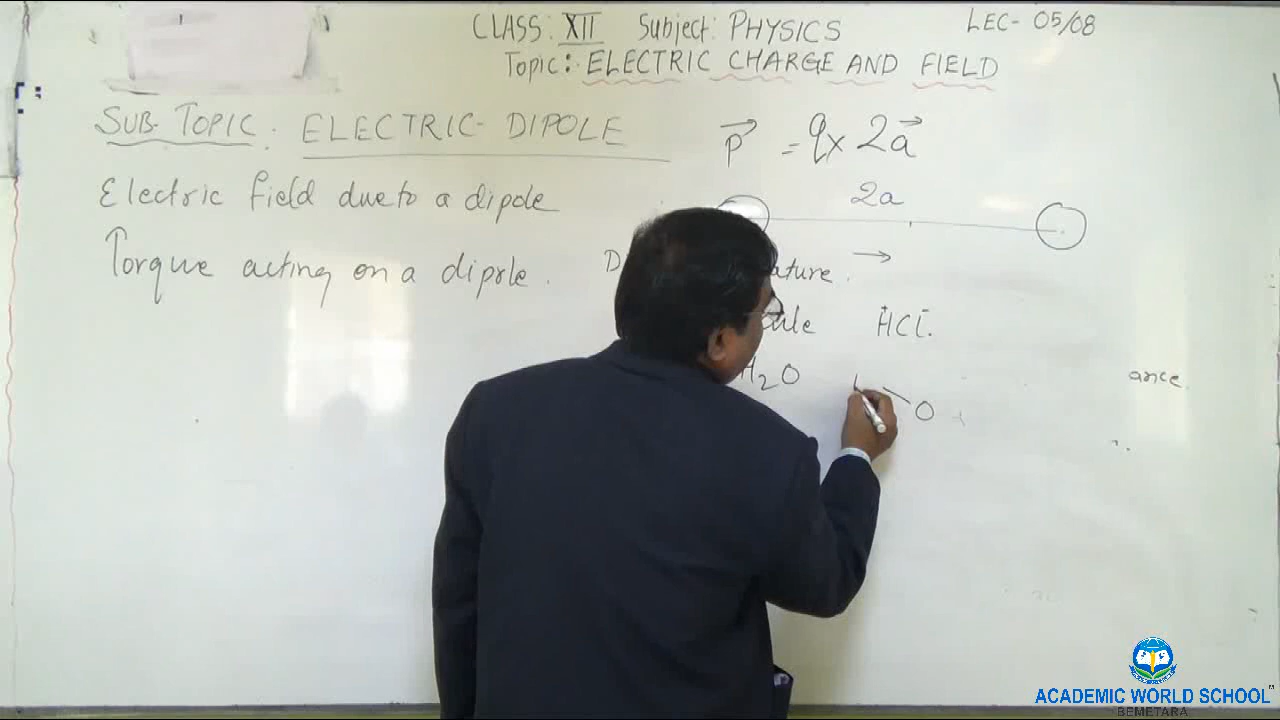 CLASS: XII Subject: PHYSICS LEC- 05/08
Topic: ELECTRIC CHARGE AND FIELD
SUB-TOPIC: ELECTRIC-DIPOLE
p = q x 2a
Electric field due to a dipole
2a
Torque acting on a dipole.
D ature.
ule HCl.
H2O
O
ance
ACADEMIC WORLD SCHOOL
BEMETARA